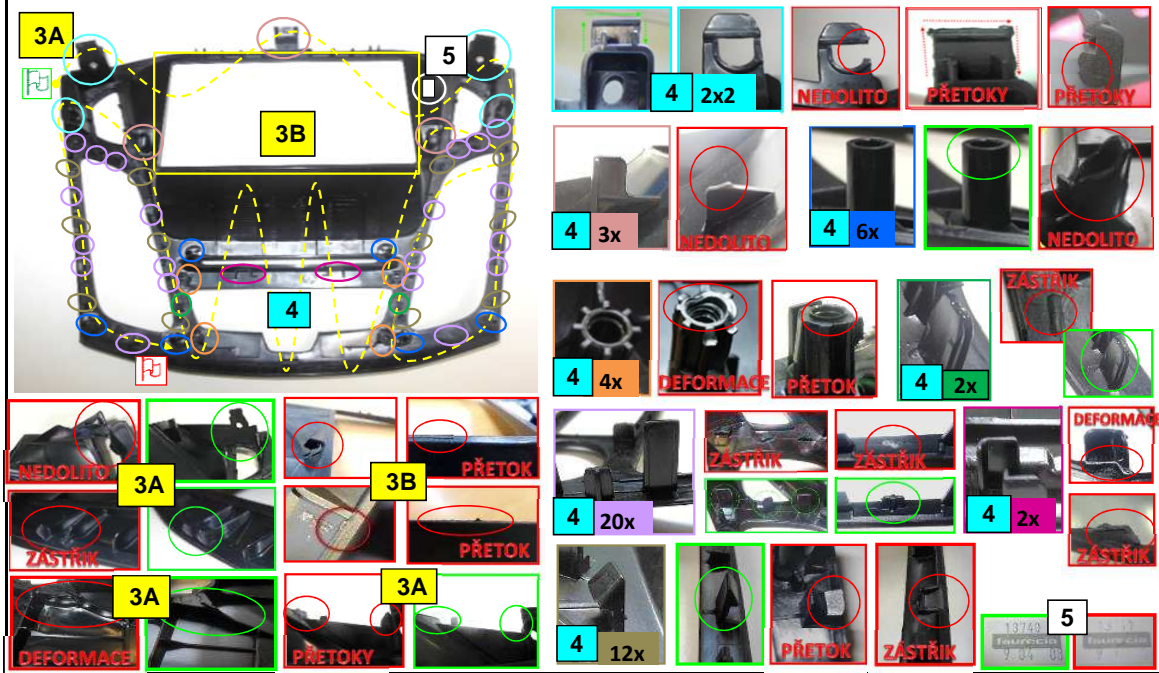 3A
5
3B
4
4 2x2
NEDOLITO
PŘETOKY
PŘETOKY
4 3x
NEDOLITO
4 6x
NEDOLITO
4 4x
DEFORMACE
PŘETOK
4 2x
ZÁSTŘIK
4 20x
ZÁSTŘIK
ZÁSTŘIK
4 2x
DEFORMACE
ZÁSTŘIK
NEDOLITO
3A
ZÁSTŘIK
3B
PŘETOK
PŘETOK
3A
DEFORMACE
3A
PŘETOKY
4 12x
PŘETOK
ZÁSTŘIK
5
faurecia
faurecia